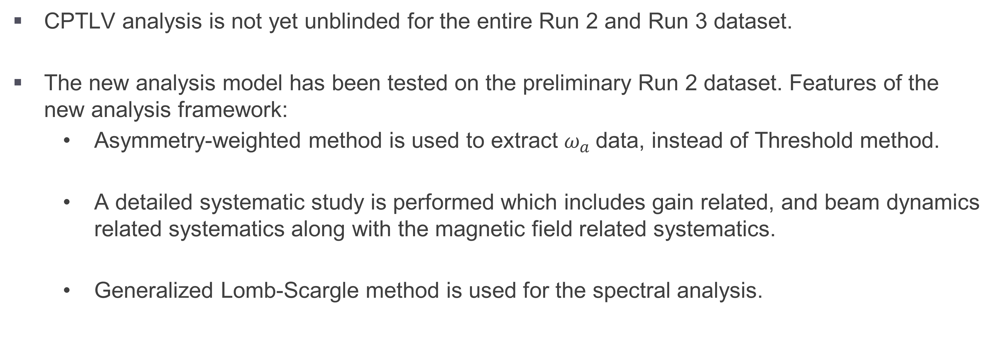 ▪ CPTLV analysis is not yet unblinded for the entire Run 2 and Run 3 dataset.
▪ The new analysis model has been tested on the preliminary Run 2 dataset. Features of the
new analysis framework:
• Asymmetry-weighted method is used to extract ω_a data, instead of Threshold method.
• A detailed systematic study is performed which includes gain related, and beam dynamics
related systematics along with the magnetic field related systematics.
• Generalized Lomb-Scargle method is used for the spectral analysis.